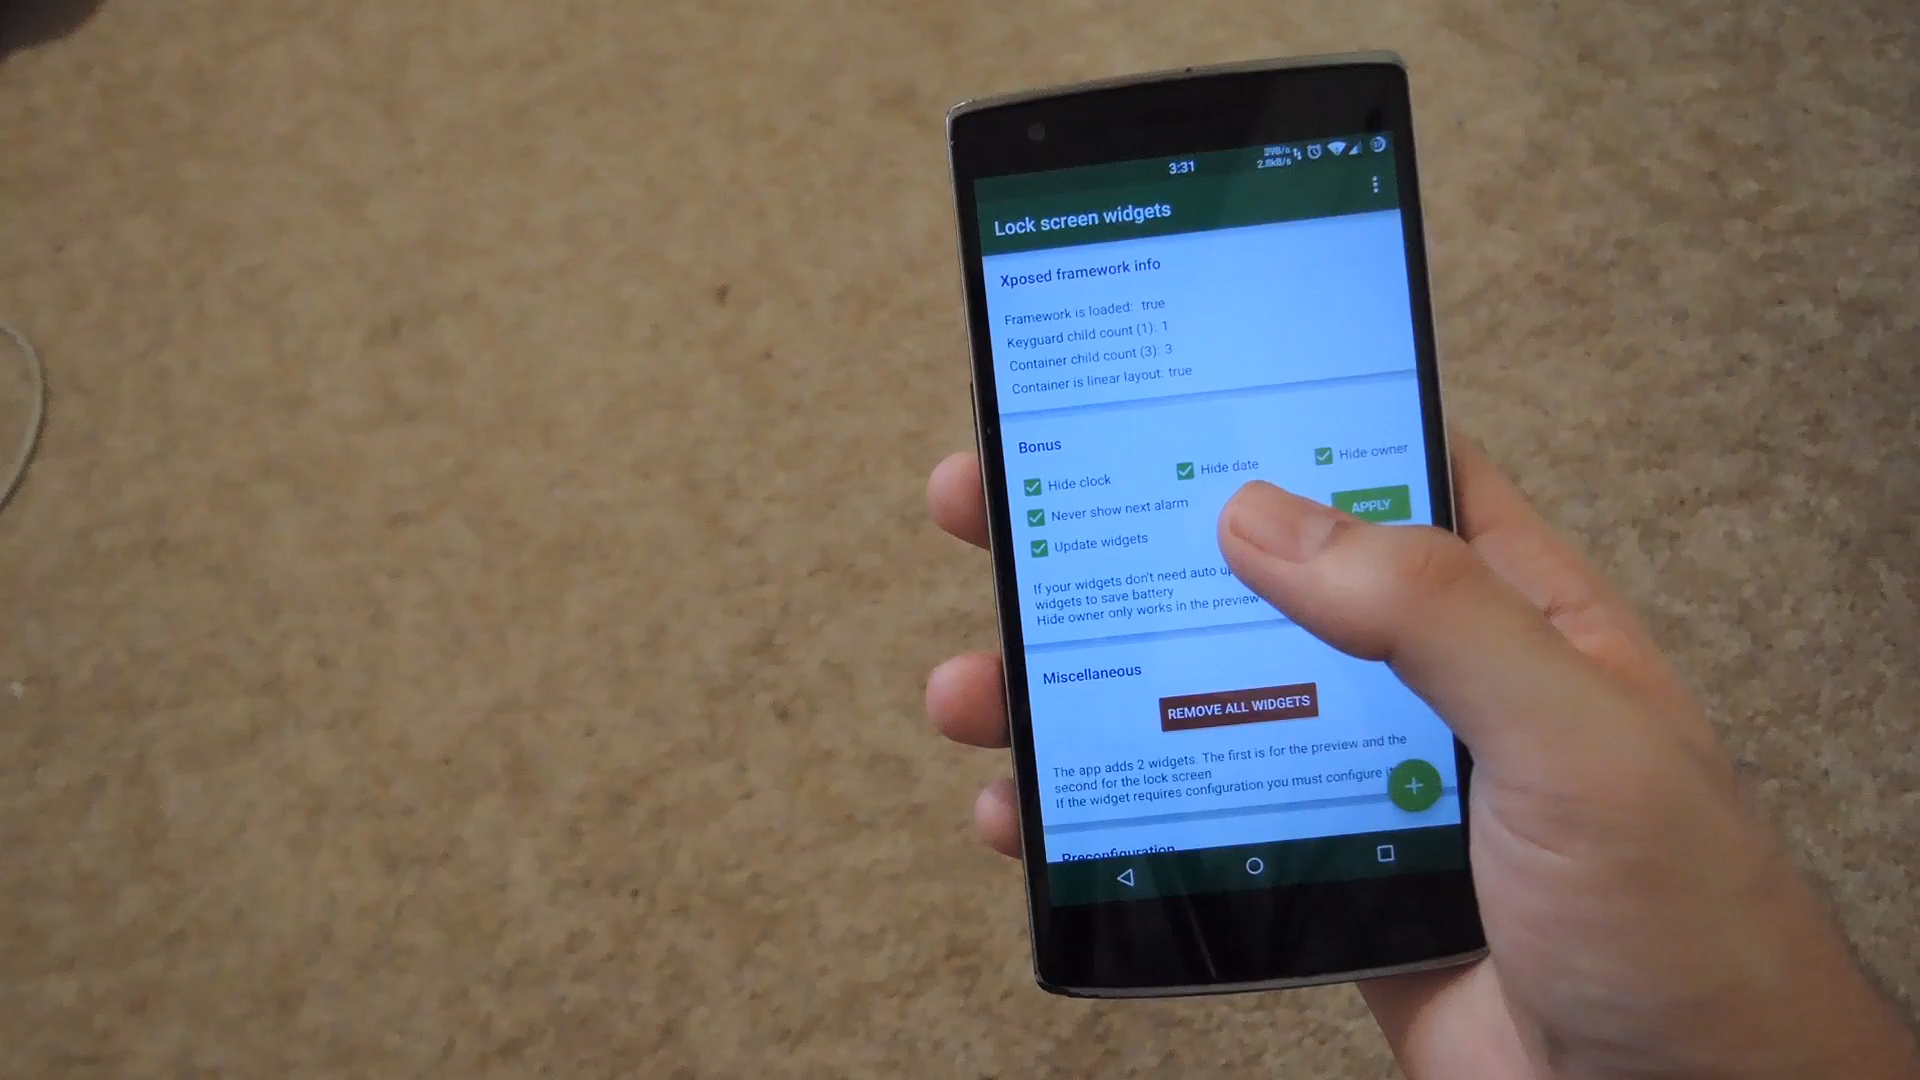 3:31
39B/s
2.8kB/s
Lock screen widgets
Xposed framework info
Framework is loaded: true
Keyguard child count (1): 1
Container child count (3): 3
Container is linear layout: true
Bonus
Hide clock
Hide date
Hide owner
Never show next alarm
APPLY
Update widgets
If your widgets don't need auto
widgets to save battery
Hide owner only works in the preview
Miscellaneous
REMOVE ALL WIDGETS
The app adds 2 widgets. The first is for the preview and the
second for the lock screen
If the widget requires configuration you must configure
Preconfiguration